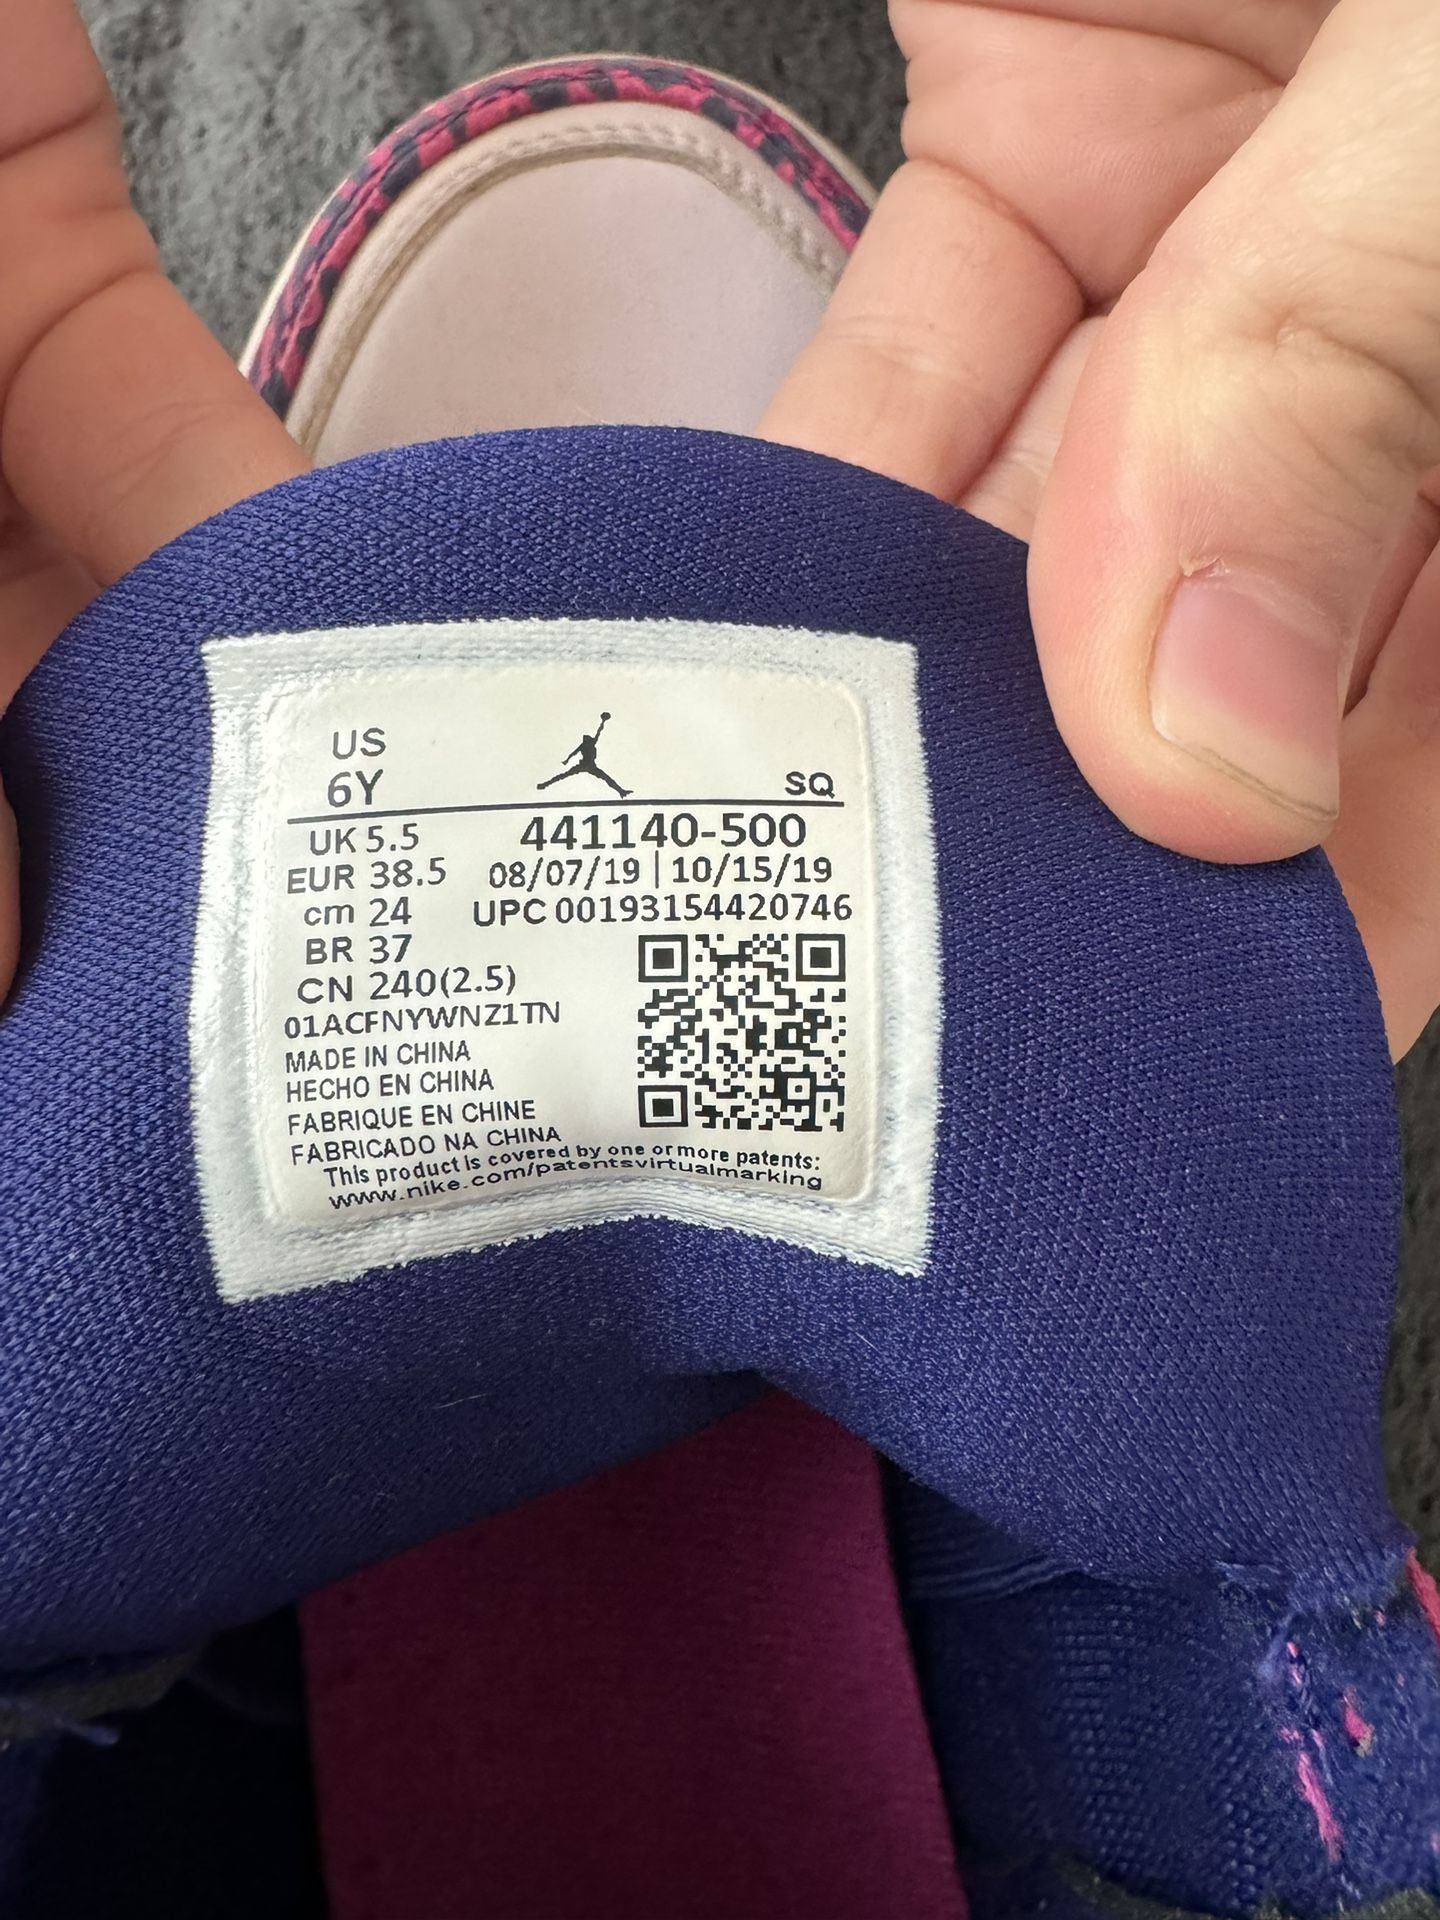 US
6Y
SQ
UK 5.5
441140-500
EUR 38.5
08/07/19 | 10/15/19
cm 24
UPC 00193154420746
BR 37
CN 240(2.5)
01ACFNYWNZ1TN
MADE IN CHINA
HECHO EN CHINA
FABRIQUE EN CHINE
FABRICADO NA CHINA
This product is covered by one or more patents:
www.nike.com/patentsvirtualmarking